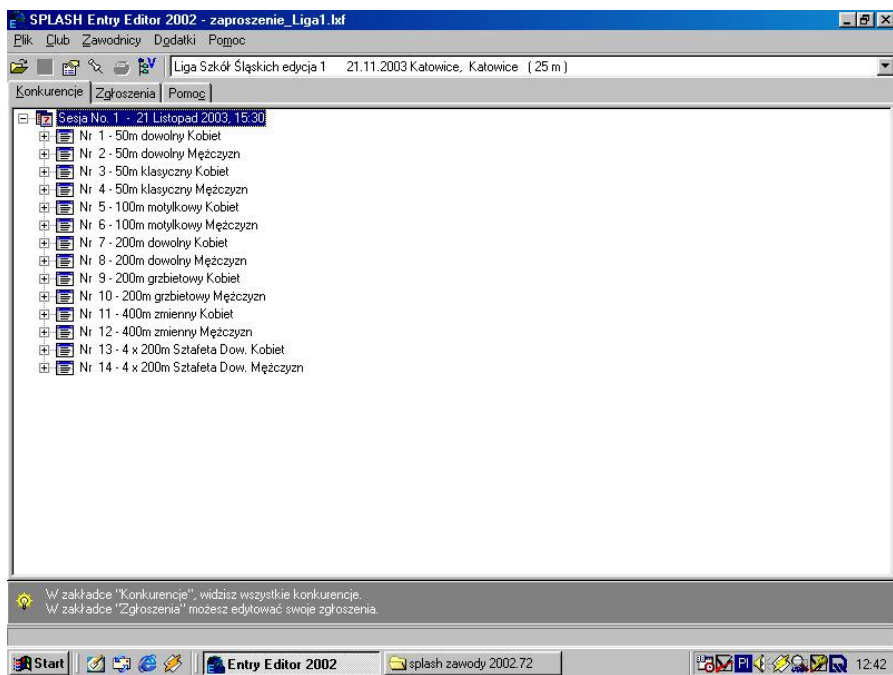 SPLASH Entry Editor 2002 - zaproszenie_Liga1.lxf
Plik Club Zawodnicy Dodatki Pomoc
Liga Szkół Śląskich edycja 1 21.11.2003 Katowice, Katowice ( 25 m )
Konkurencje Zgłoszenia Pomoc
Sesja No. 1 - 21 Listopad 2003, 15:30
Nr 1 - 50m dowolny Kobiet
Nr 2 - 50m dowolny Mężczyzn
Nr 3 - 50m klasyczny Kobiet
Nr 4 - 50m klasyczny Mężczyzn
Nr 5 - 100m motylkowy Kobiet
Nr 6 - 100m motylkowy Mężczyzn
Nr 7 - 200m dowolny Kobiet
Nr 8 - 200m dowolny Mężczyzn
Nr 9 - 200m grzbietowy Kobiet
Nr 10 - 200m grzbietowy Mężczyzn
Nr 11 - 400m zmienny Kobiet
Nr 12 - 400m zmienny Mężczyzn
Nr 13 - 4 x 200m Sztafeta Dow. Kobiet
Nr 14 - 4 x 200m Sztafeta Dow. Mężczyzn
W zakładce "Konkurencje", widzisz wszystkie konkurencje.
W zakładce "Zgłoszenia" możesz edytować swoje zgłoszenia.
Start Entry Editor 2002 splash zawody 2002.72 Pl 12:42